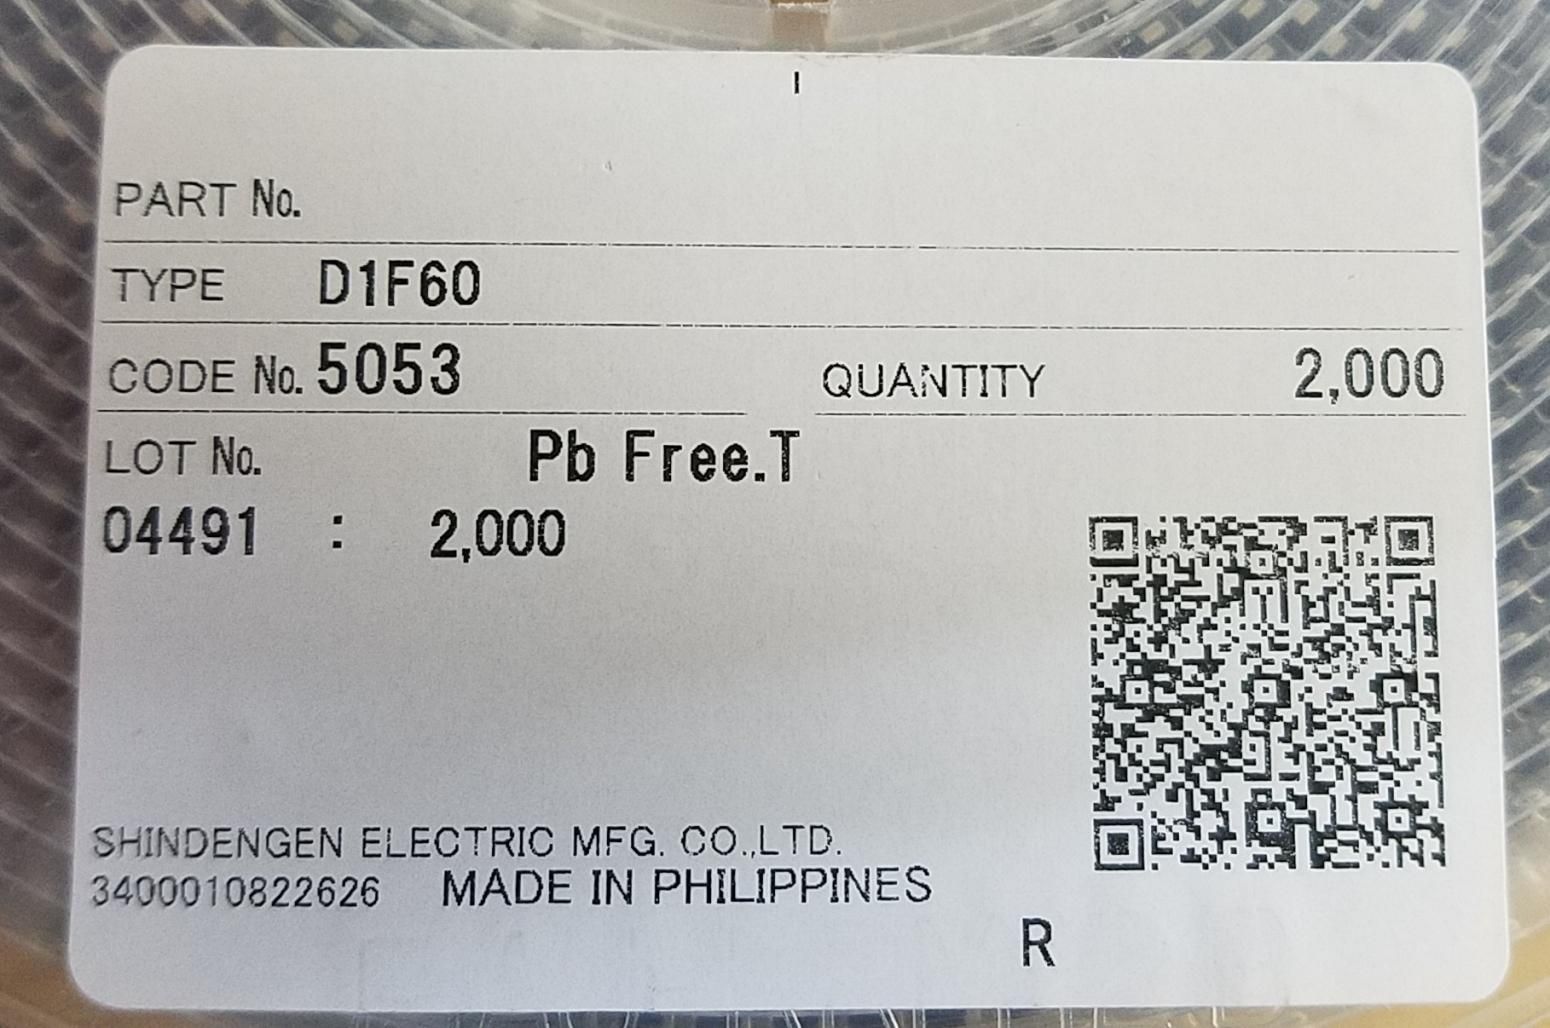 PART No.
TYPE D1F60
CODE No. 5053 QUANTITY 2,000
LOT No. Pb Free.T
04491 : 2,000
SHINDENGEN ELECTRIC MFG. CO.,LTD.
3400010822626 MADE IN PHILIPPINES
R